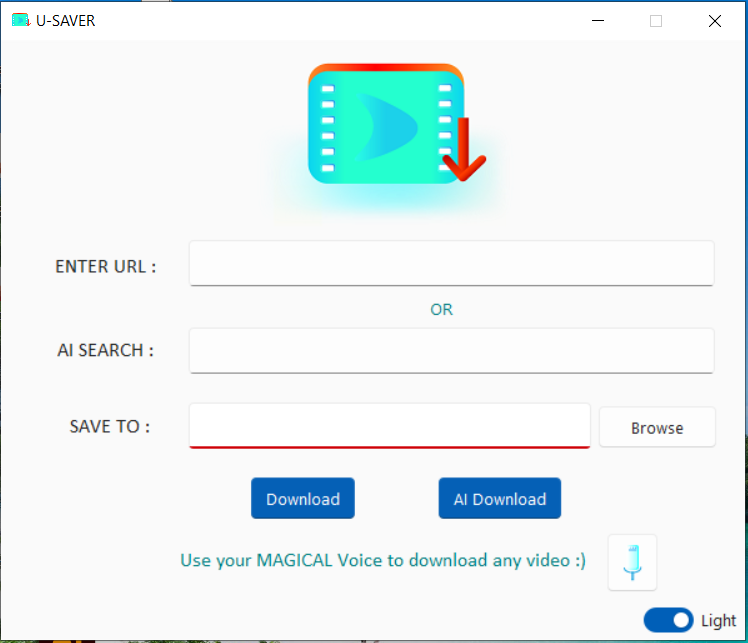 U-SAVER
ENTER URL :
OR
AI SEARCH :
SAVE TO :
Browse
Download
AI Download
Use your MAGICAL Voice to download any video :)
Light